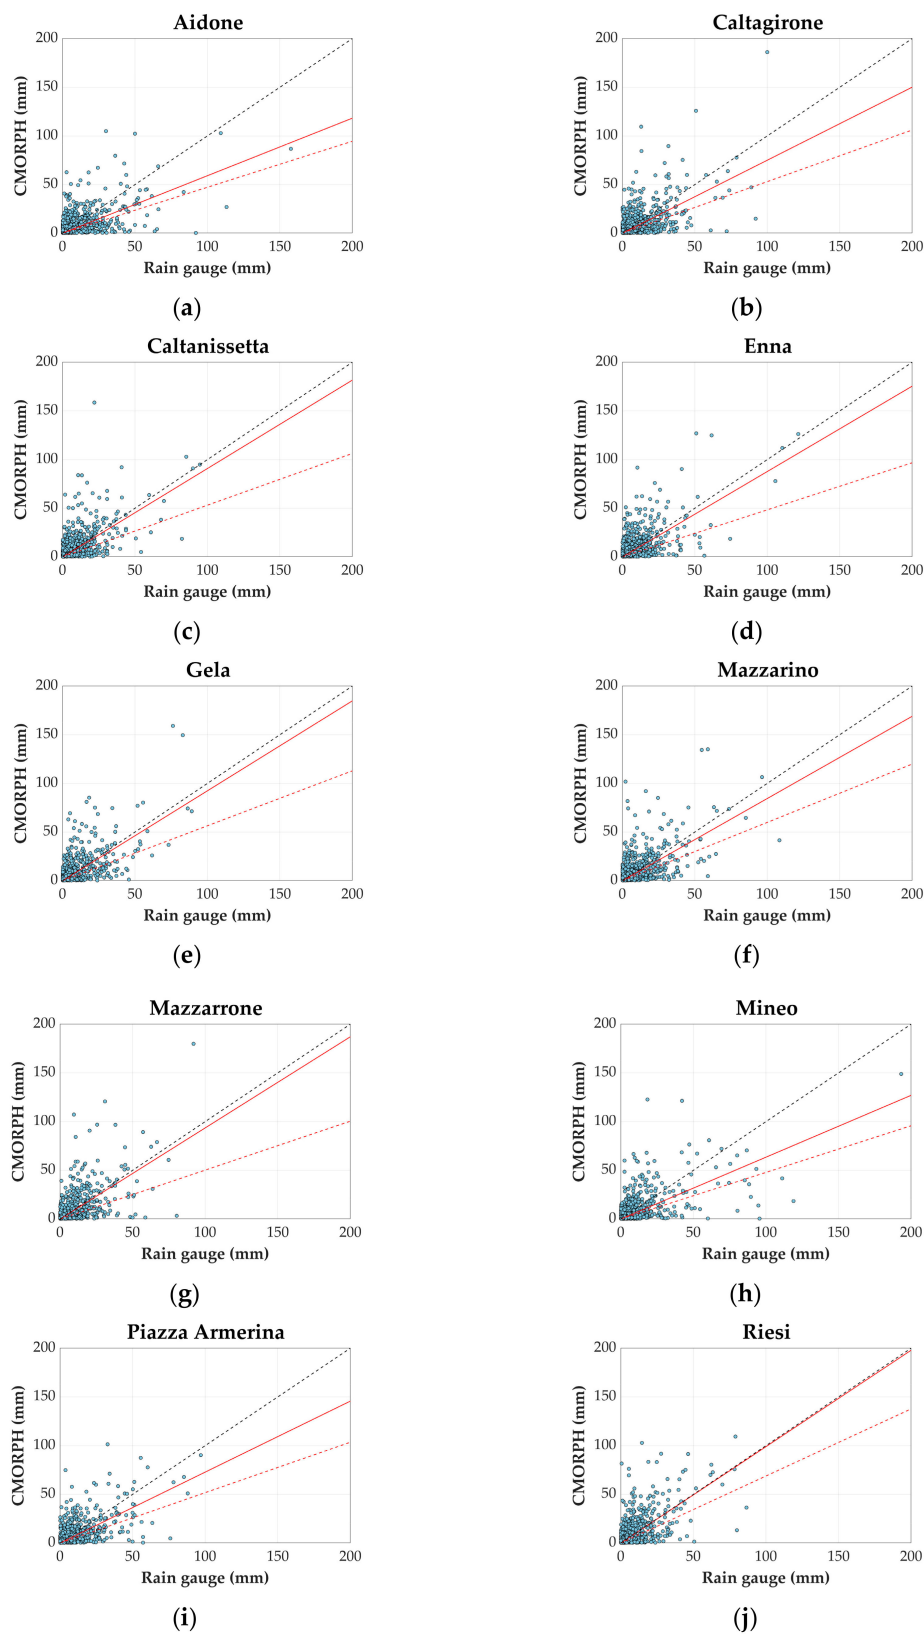 Aidone
200
150
100
50
0
CMORPH (mm)
0 50 100 150 200
Rain gauge (mm)
(a)
Caltagirone
200
150
100
50
0
CMORPH (mm)
0 50 100 150 200
Rain gauge (mm)
(b)
Caltanissetta
200
150
100
50
0
CMORPH (mm)
0 50 100 150 200
Rain gauge (mm)
(c)
Enna
200
150
100
50
0
CMORPH (mm)
0 50 100 150 200
Rain gauge (mm)
(d)
Gela
200
150
100
50
0
CMORPH (mm)
0 50 100 150 200
Rain gauge (mm)
(e)
Mazzarino
200
150
100
50
0
CMORPH (mm)
0 50 100 150 200
Rain gauge (mm)
(f)
Mazzarrone
200
150
100
50
0
CMORPH (mm)
0 50 100 150 200
Rain gauge (mm)
(g)
Mineo
200
150
100
50
0
CMORPH (mm)
0 50 100 150 200
Rain gauge (mm)
(h)
Piazza Armerina
200
150
100
50
0
CMORPH (mm)
0 50 100 150 200
Rain gauge (mm)
(i)
Riesi
200
150
100
50
0
CMORPH (mm)
0 50 100 150 200
Rain gauge (mm)
(j)